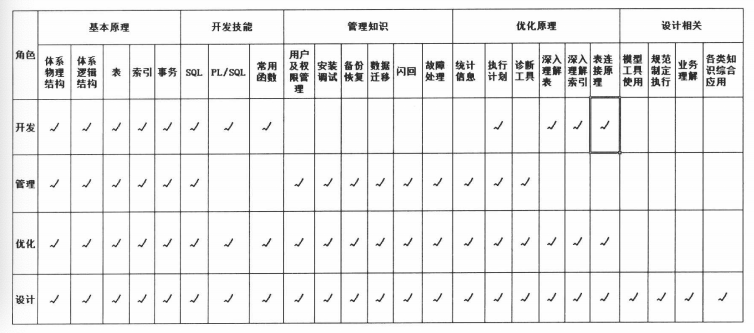 角色 基本原理 开发技能 管理知识 优化原理 设计相关
体系物理结构 体系逻辑结构 表 索引 事务 SQL PL/SQL 常用函数 用户及权限管理 安装调试 备份恢复 数据迁移 闪回 故障处理 统计信息 执行计划 诊断工具 深入理解表 深入理解索引 表连接原理 模型工具使用 规范制定执行 业务理解 各类知识综合应用
开发 ✓ ✓ ✓ ✓ ✓ ✓ ✓ ✓ ✓ ✓ ✓ ✓
管理 ✓ ✓ ✓ ✓ ✓ ✓ ✓ ✓ ✓ ✓ ✓ ✓ ✓ ✓ ✓
优化 ✓ ✓ ✓ ✓ ✓ ✓ ✓ ✓ ✓ ✓ ✓ ✓ ✓ ✓ ✓ ✓ ✓ ✓ ✓ ✓
设计 ✓ ✓ ✓ ✓ ✓ ✓ ✓ ✓ ✓ ✓ ✓ ✓ ✓ ✓ ✓ ✓ ✓ ✓ ✓ ✓ ✓ ✓ ✓ ✓